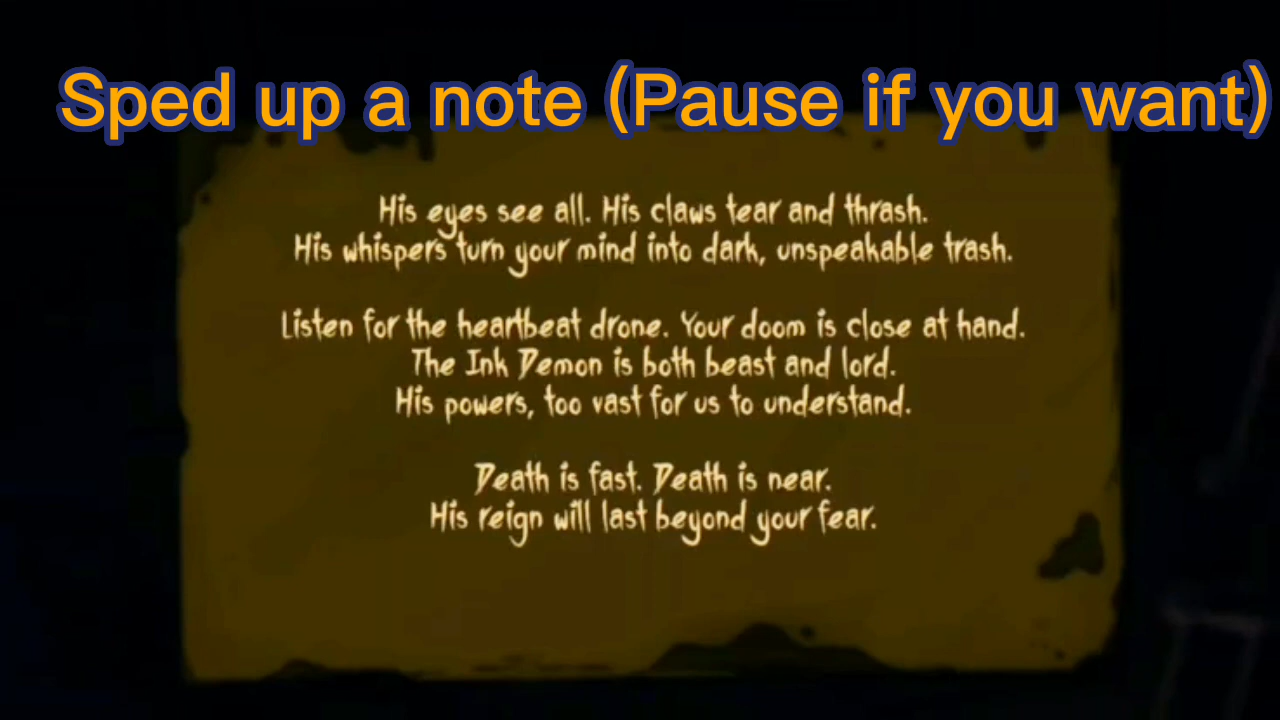 Sped up a note (Pause if you want)
His eyes see all. His claws tear and thrash.
His whispers turn your mind into dark, unspeakable trash.
Listen for the heartbeat drone. Your doom is close at hand.
The Ink Demon is both beast and lord.
His powers, too vast for us to understand.
Death is fast. Death is near.
His reign will last beyond your fear.